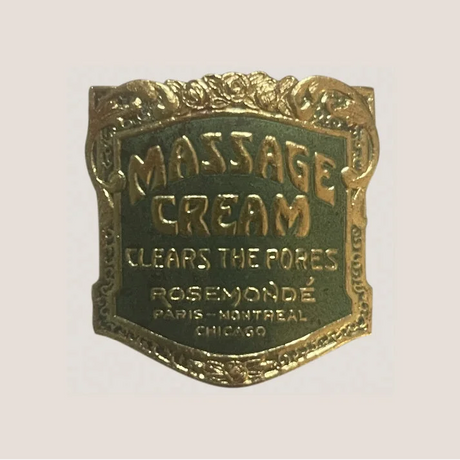 MASSAGE
CREAM
CLEARS THE PORES
ROSEMONDÉ
PARIS – MONTREAL
CHICAGO